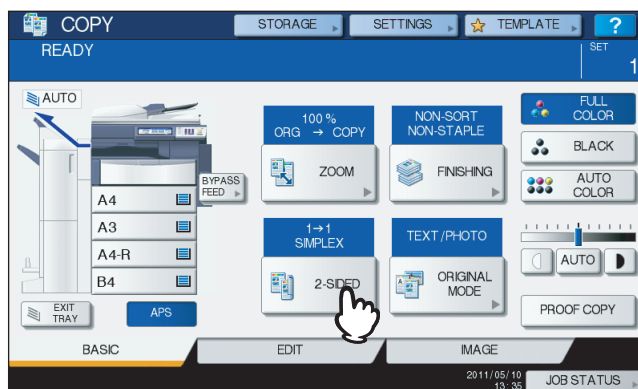 COPY
STORAGE
SETTINGS
TEMPLATE
?
READY
SET
1
AUTO
100 %
ORG → COPY
NON-SORT
NON-STAPLE
FULL
COLOR
ZOOM
FINISHING
BLACK
BYPASS
FEED
AUTO
COLOR
A4
A3
A4-R
B4
1→1
SIMPLEX
TEXT/PHOTO
2-SIDED
ORIGINAL
MODE
AUTO
EXIT
TRAY
APS
PROOF COPY
BASIC
EDIT
IMAGE
2011/05/10
13:35
JOB STATUS